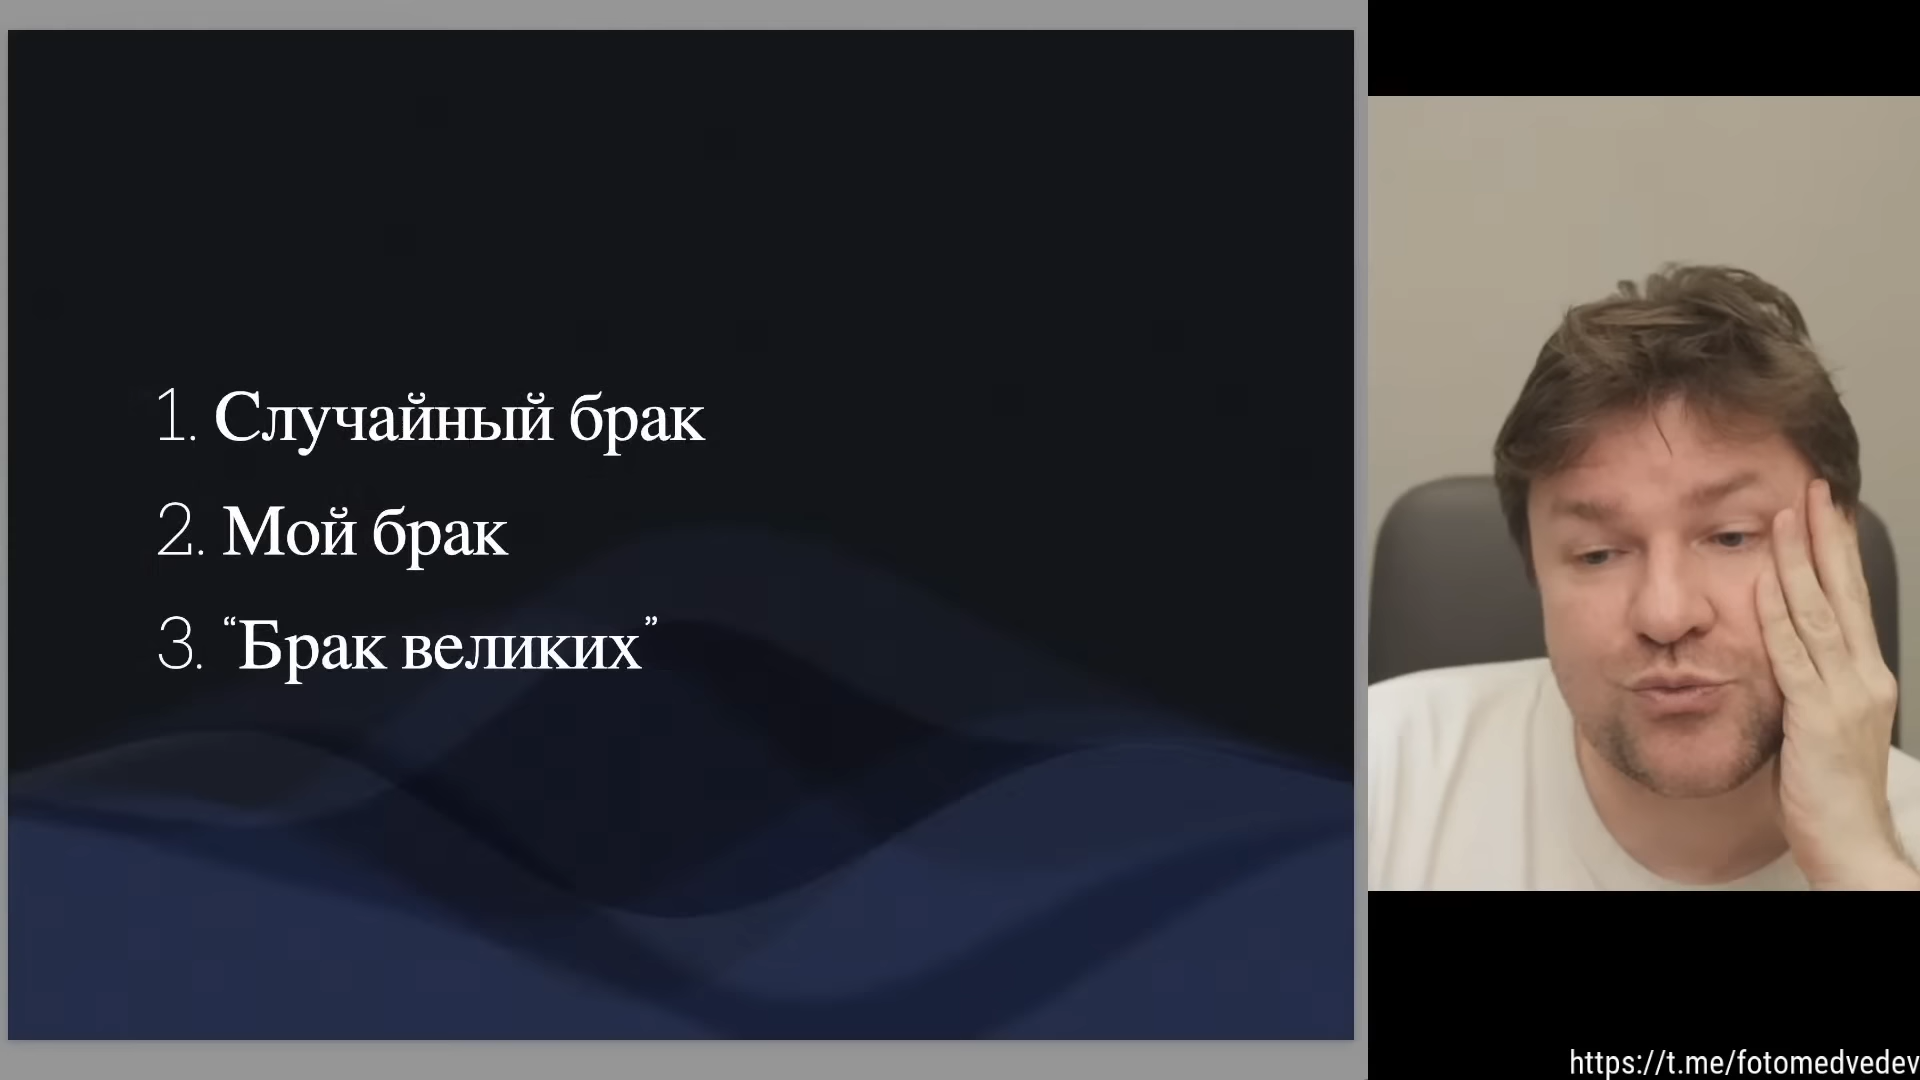 1. Случайный брак
2. Мой брак
3. “Брак великих”
https://t.me/fotomedvedev